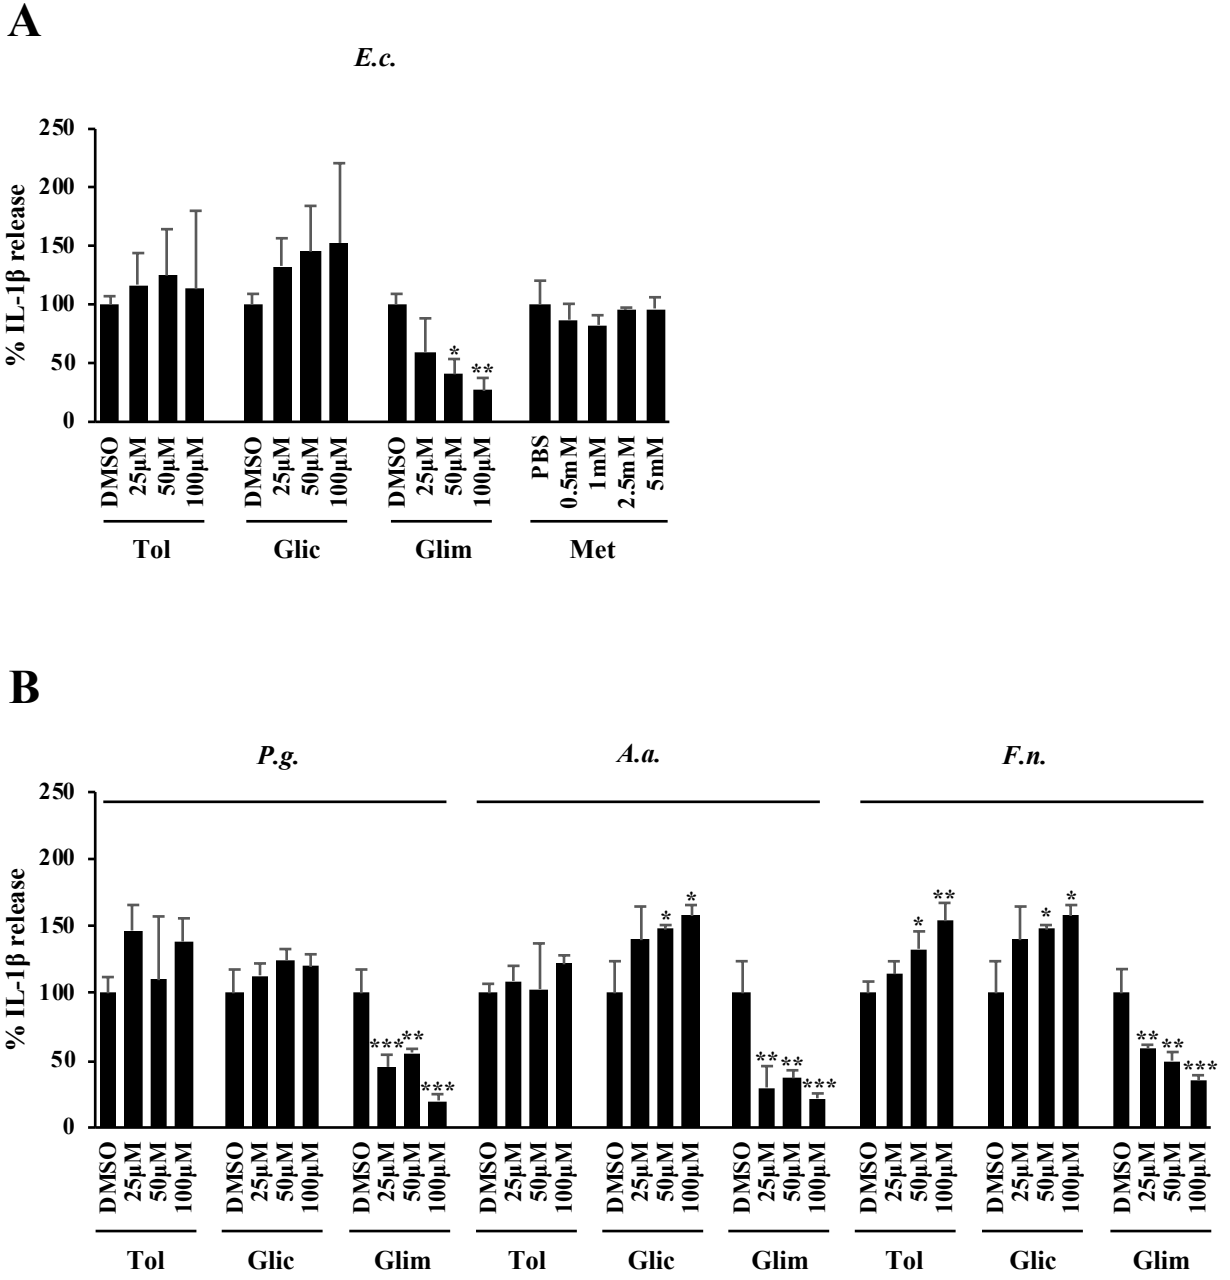 A
E.c.
% IL-1β release
250
200
150
100
50
0
*
**
DMSO
25μM
50μM
100μM
DMSO
25μM
50μM
100μM
DMSO
25μM
50μM
100μM
PBS
0.5mM
1mM
2.5mM
5mM
Tol Glic Glim Met
B
P.g. A.a. F.n.
% IL-1β release
250
200
150
100
50
0
***
**
***
*
*
**
**
***
*
**
*
*
**
**
***
DMSO
25μM
50μM
100μM
DMSO
25μM
50μM
100μM
DMSO
25μM
50μM
100μM
DMSO
25μM
50μM
100μM
DMSO
25μM
50μM
100μM
DMSO
25μM
50μM
100μM
DMSO
25μM
50μM
100μM
DMSO
25μM
50μM
100μM
DMSO
25μM
50μM
100μM
Tol Glic Glim Tol Glic Glim Tol Glic Glim